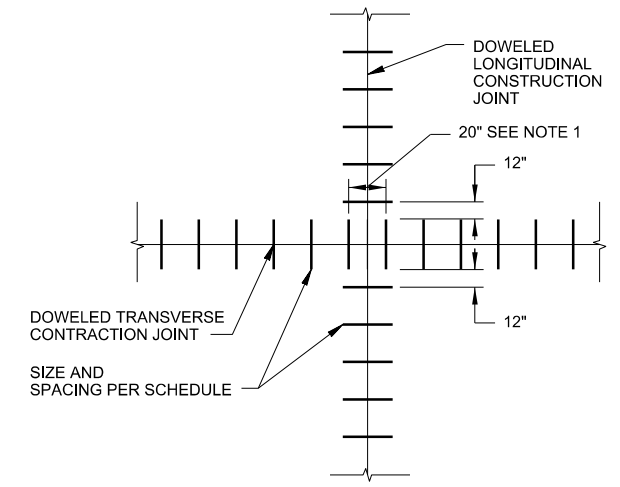 DOWELED
LONGITUDINAL
CONSTRUCTION
JOINT
20" SEE NOTE 1
12"
DOWELED TRANSVERSE
CONTRACTION JOINT
12"
SIZE AND
SPACING PER SCHEDULE